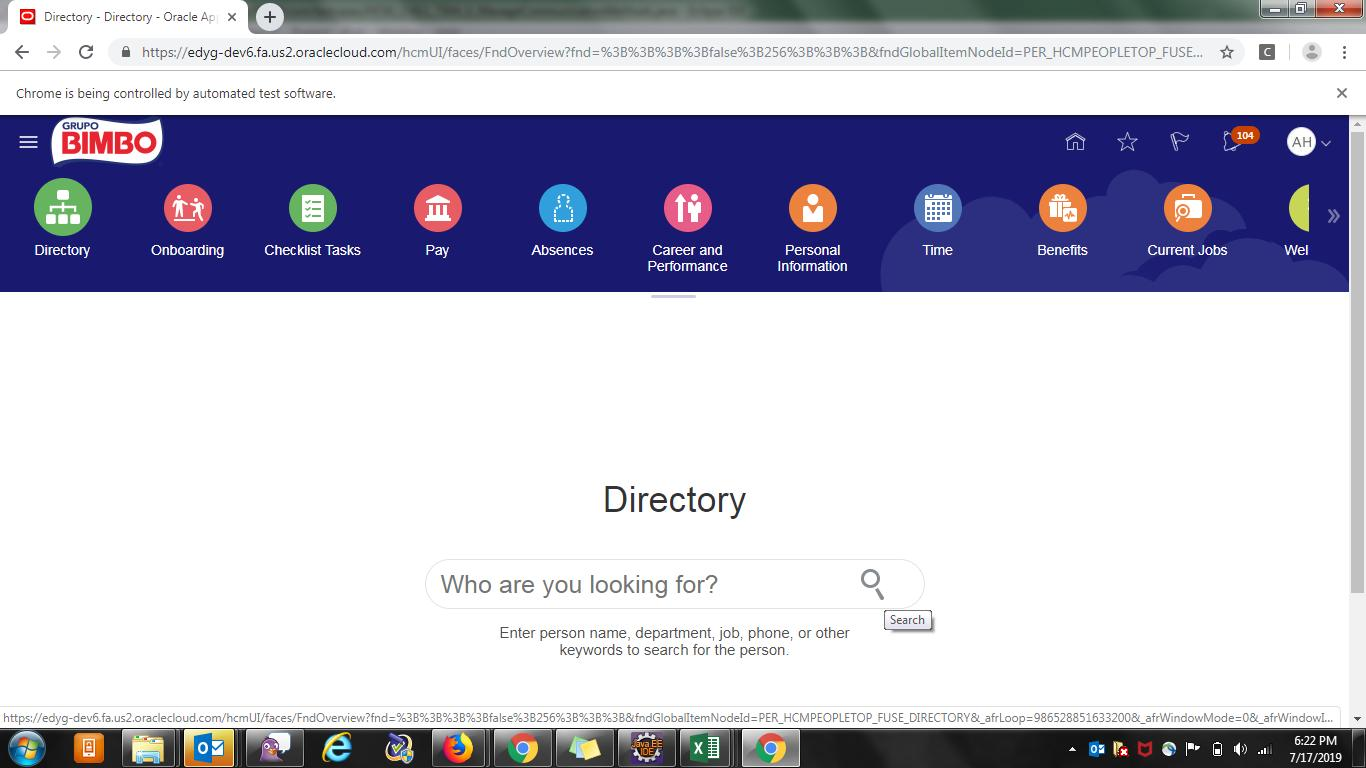 Directory - Directory - Oracle App
https://edyg-dev6.fa.us2.oraclecloud.com/hcmUI/faces/FndOverview?fnd=%3B%3B%3B%3Bfalse%3B256%3B%3B%3B&fndGlobalItemNodeId=PER_HCMPEOPLETOP_FUSE...
C
Chrome is being controlled by automated test software.
GRUPO
BIMBO
104
AH
Directory
Onboarding
Checklist Tasks
Pay
Absences
Career and
Performance
Personal
Information
Time
Benefits
Current Jobs
Wel
Directory
Who are you looking for?
Search
Enter person name, department, job, phone, or other
keywords to search for the person.
https://edyg-dev6.fa.us2.oraclecloud.com/hcmUI/faces/FndOverview?fnd=%3B%3B%3B%3Bfalse%3B256%3B%3B%3B&fndGlobalItemNodeId=PER_HCMPEOPLETOP_FUSE_DIRECTORY&_afrLoop=986528851633200&_afrWindowMode=0&_afrWindowI...
Java EE
IDE
6:22 PM
7/17/2019